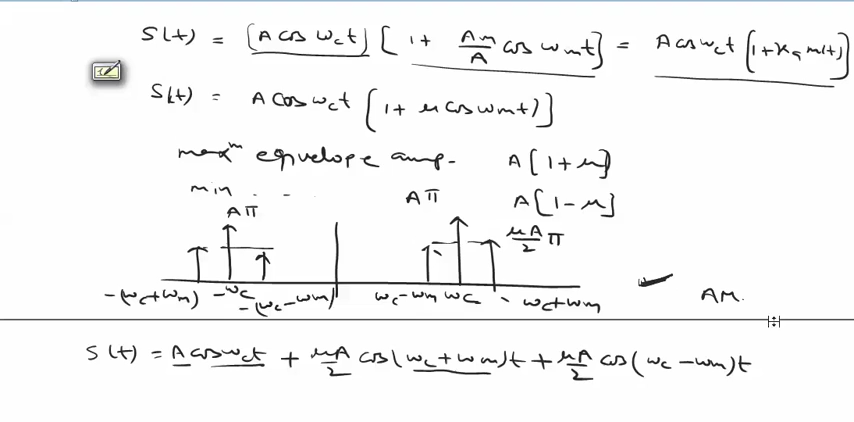 S(t) = (A cos ωct) [1 + Am/A cos ωmt] = A cos ωct [1 + Ka m(t)]
S(t) = A cos ωct [1 + μ cos ωmt)]
maxm envelope amp- A[1+μ]
min - - - A[1-μ]
Aπ Aπ μA/2 π
-(ωc+ωm) -ωc -(ωc-ωm) ωc-ωm ωc ωc+ωm AM.
S(t) = A cos ωct + μA/2 cos(ωc+ωm)t + μA/2 cos(ωc-ωm)t